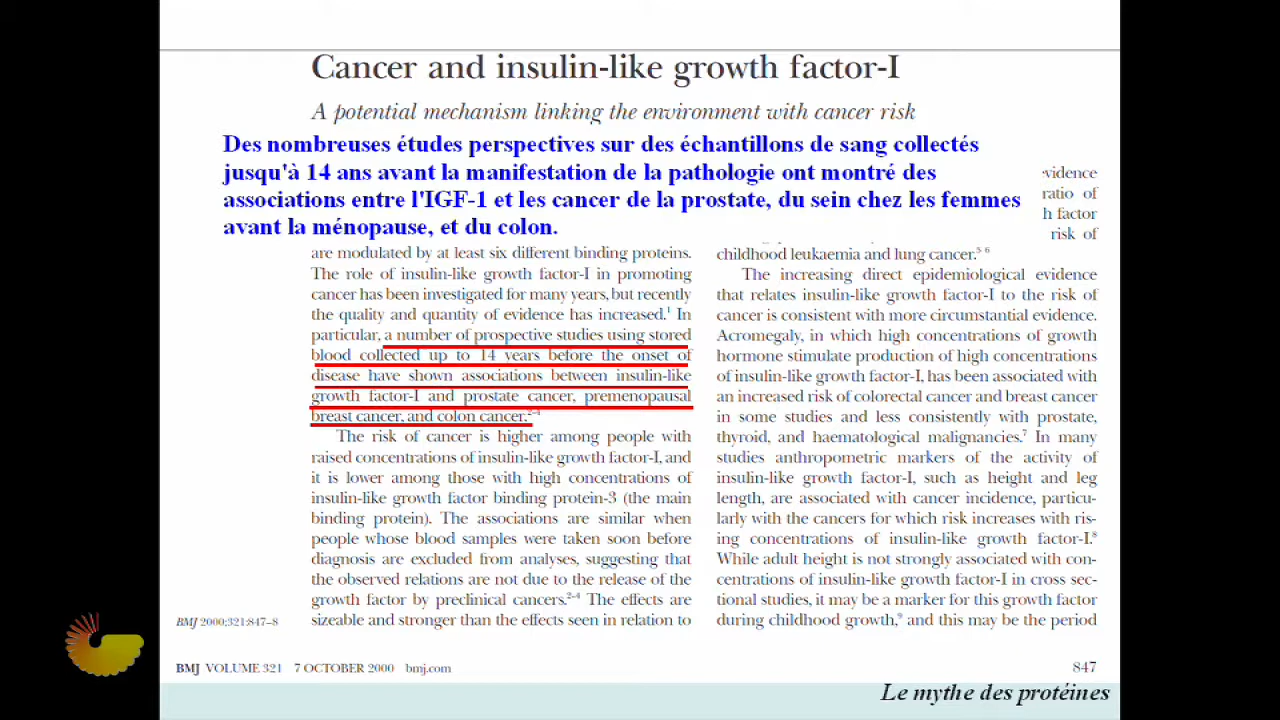 Cancer and insulin-like growth factor-I
A potential mechanism linking the environment with cancer risk
Des nombreuses études perspectives sur des échantillons de sang collectés
jusqu'à 14 ans avant la manifestation de la pathologie ont montré des
associations entre l'IGF-1 et les cancer de la prostate, du sein chez les femmes
avant la ménopause, et du colon.
are modulated by at least six different binding proteins.
The role of insulin-like growth factor-I in promoting
cancer has been investigated for many years, but recently
the quality and quantity of evidence has increased.1 In
particular, a number of prospective studies using stored
blood collected up to 14 years before the onset of
disease have shown associations between insulin-like
growth factor-I and prostate cancer, premenopausal
breast cancer, and colon cancer.2-4
The risk of cancer is higher among people with
raised concentrations of insulin-like growth factor-I, and
it is lower among those with high concentrations of
insulin-like growth factor binding protein-3 (the main
binding protein). The associations are similar when
people whose blood samples were taken soon before
diagnosis are excluded from analyses, suggesting that
the observed relations are not due to the release of the
growth factor by preclinical cancers.2-4 The effects are
sizeable and stronger than the effects seen in relation to
vidence
ratio of
h factor
risk of
childhood leukaemia and lung cancer.5 6
The increasing direct epidemiological evidence
that relates insulin-like growth factor-I to the risk of
cancer is consistent with more circumstantial evidence.
Acromegaly, in which high concentrations of growth
hormone stimulate production of high concentrations
of insulin-like growth factor-I, has been associated with
an increased risk of colorectal cancer and breast cancer
in some studies and less consistently with prostate,
thyroid, and haematological malignancies.7 In many
studies anthropometric markers of the activity of
insulin-like growth factor-I, such as height and leg
length, are associated with cancer incidence, particu-
larly with the cancers for which risk increases with ris-
ing concentrations of insulin-like growth factor-I.8
While adult height is not strongly associated with con-
centrations of insulin-like growth factor-I in cross sec-
tional studies, it may be a marker for this growth factor
during childhood growth,9 and this may be the period
BMJ 2000;321:847–8
BMJ VOLUME 321 7 OCTOBER 2000 bmj.com
847
Le mythe des protéines